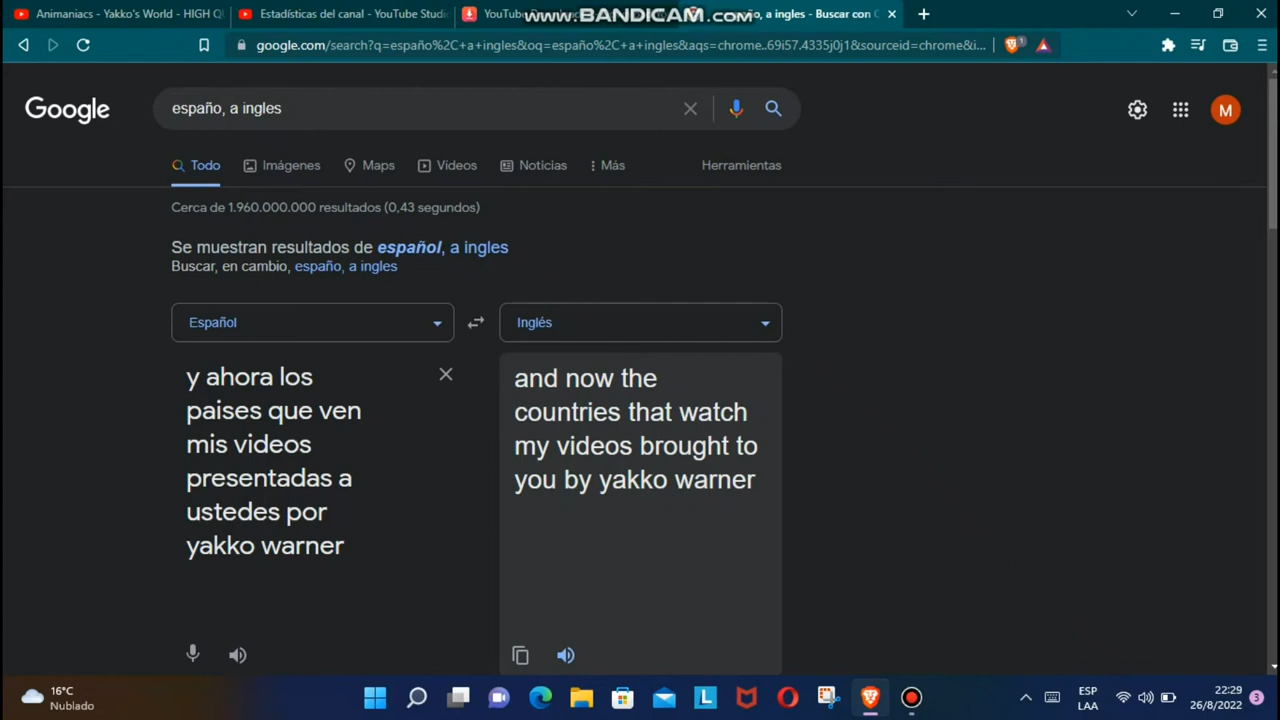 Animaniacs - Yakko's World - HIGH QU
Estadísticas del canal - YouTube Studi
www.BANDICAM.com
, a ingles - Buscar con G
google.com/search?q=españo%2C+a+ingles&oq=españo%2C+a+ingles&aqs=chrome..69i57.4335j0j1&sourceid=chrome&i...
1
Google
españo, a ingles
M
Todo
Imágenes
Maps
Videos
Noticias
Más
Herramientas
Cerca de 1.960.000.000 resultados (0,43 segundos)
Se muestran resultados de español, a ingles
Buscar, en cambio, españo, a ingles
Español
Inglés
y ahora los
paises que ven
mis videos
presentadas a
ustedes por
yakko warner
and now the
countries that watch
my videos brought to
you by yakko warner
16°C
Nublado
L
ESP
LAA
22:29
26/8/2022
3